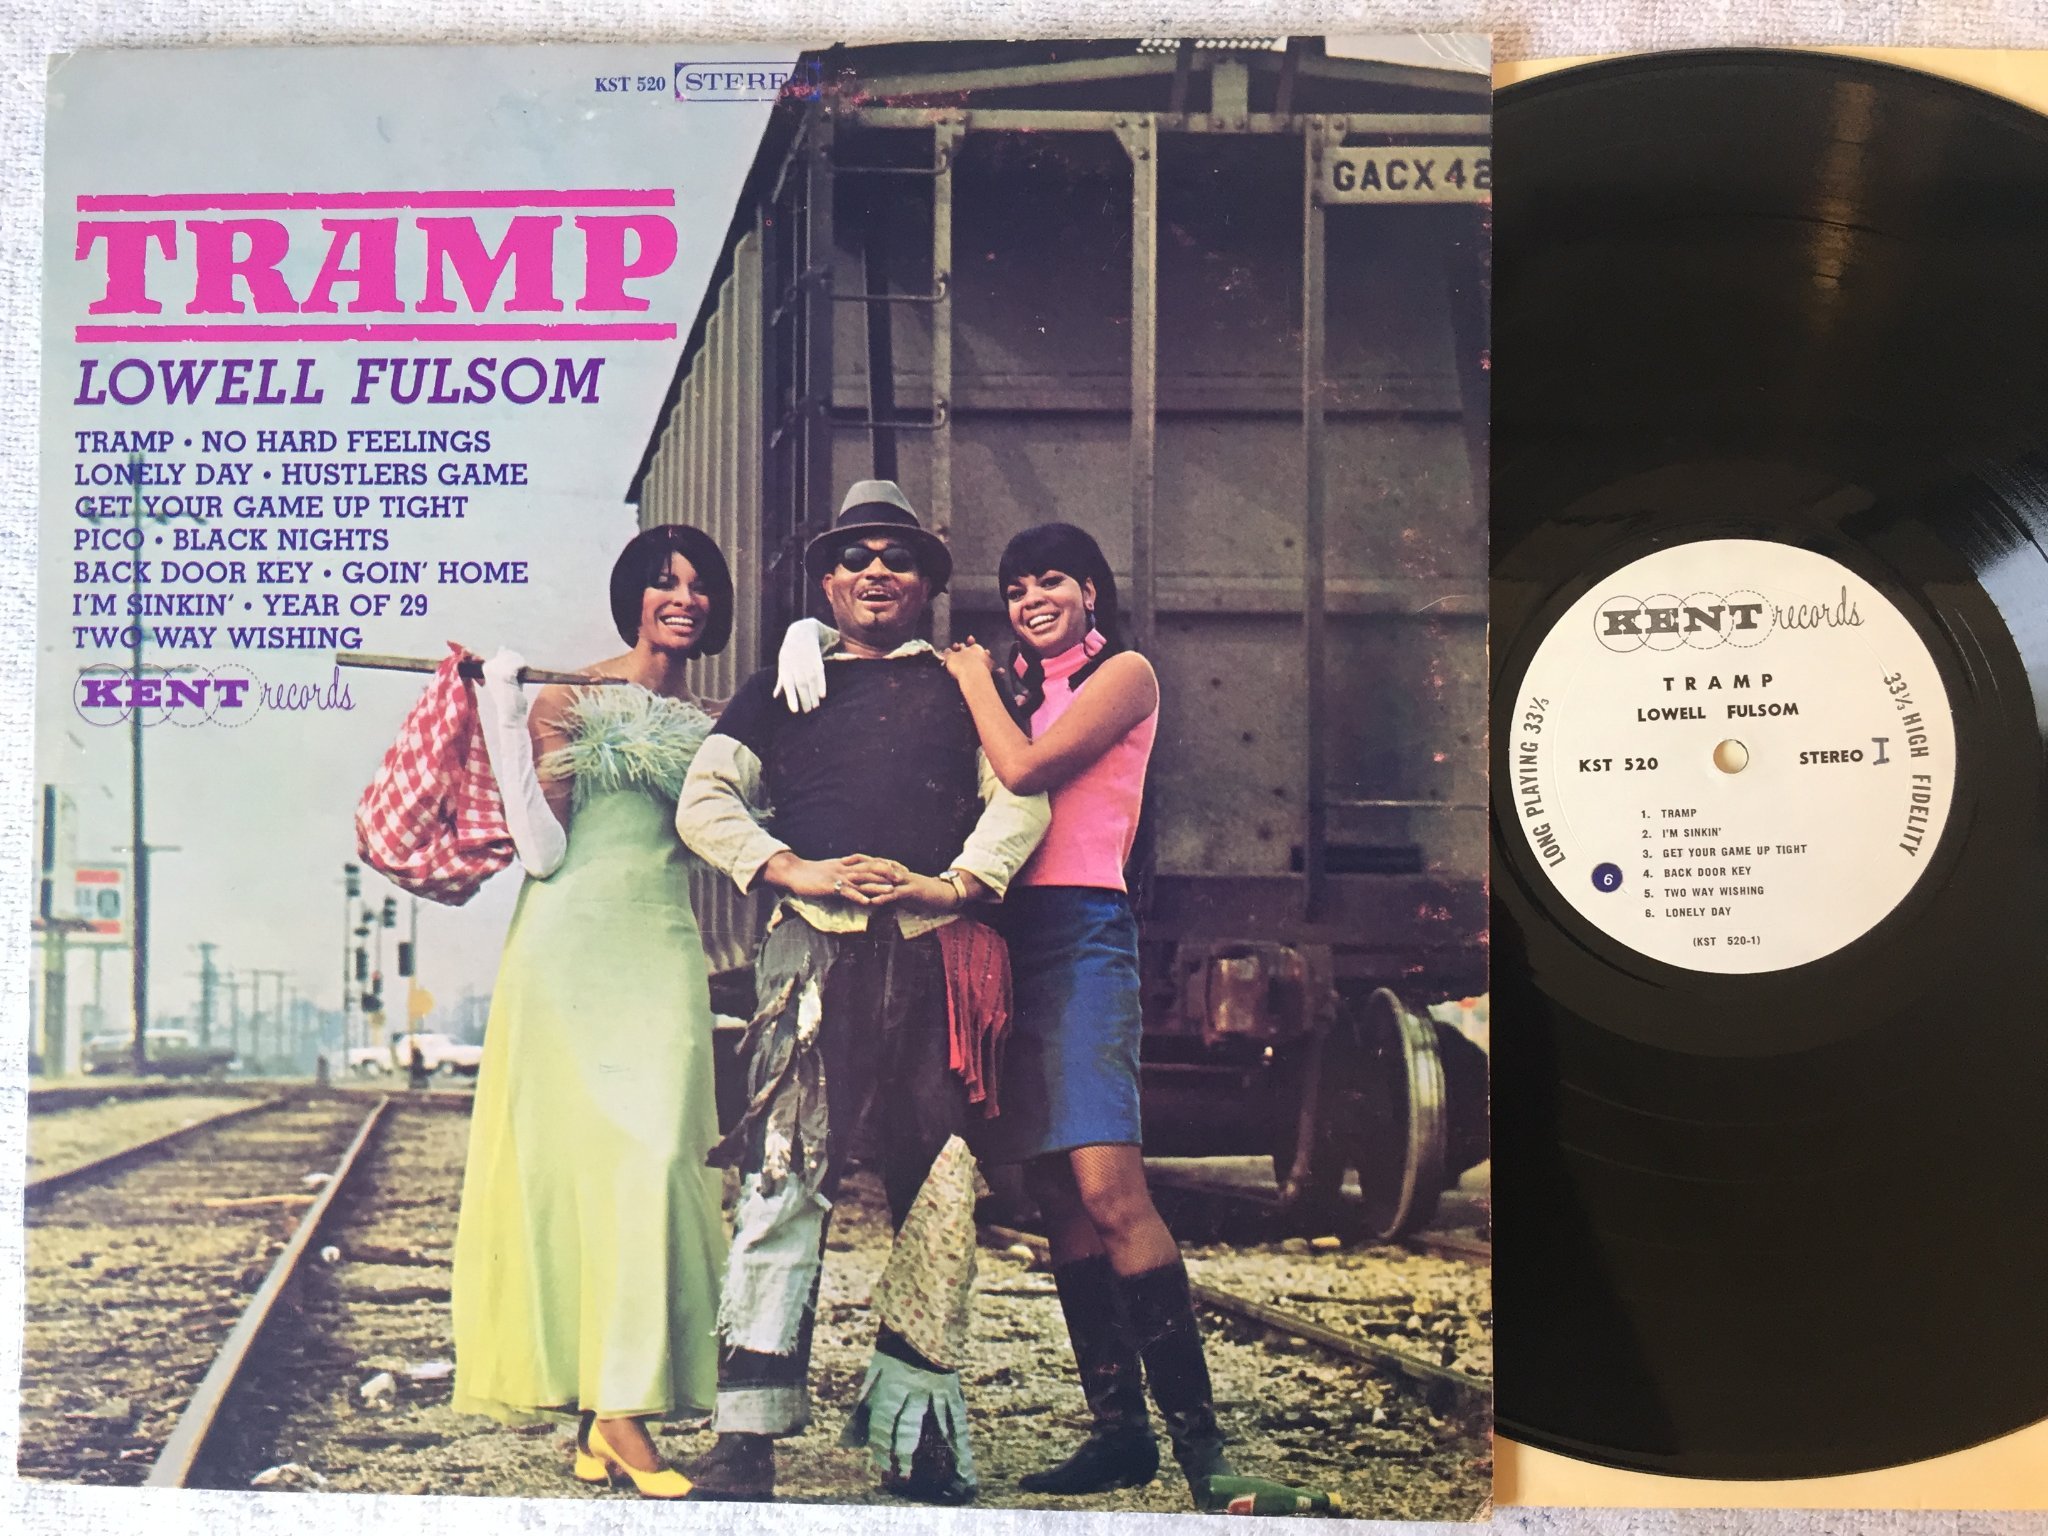 KST 520 STEREO
TRAMP
LOWELL FULSOM
TRAMP • NO HARD FEELINGS
LONELY DAY • HUSTLERS GAME
GET YOUR GAME UP TIGHT
PICO • BLACK NIGHTS
BACK DOOR KEY • GOIN' HOME
I'M SINKIN' • YEAR OF 29
TWO WAY WISHING
KENT records
GACX 42
KENT records
TRAMP
LOWELL FULSOM
KST 520
STEREO I
LONG PLAYING 33⅓
33⅓ HIGH FIDELITY
1. TRAMP
2. I'M SINKIN'
3. GET YOUR GAME UP TIGHT
4. BACK DOOR KEY
5. TWO WAY WISHING
6. LONELY DAY
6
(KST 520-1)